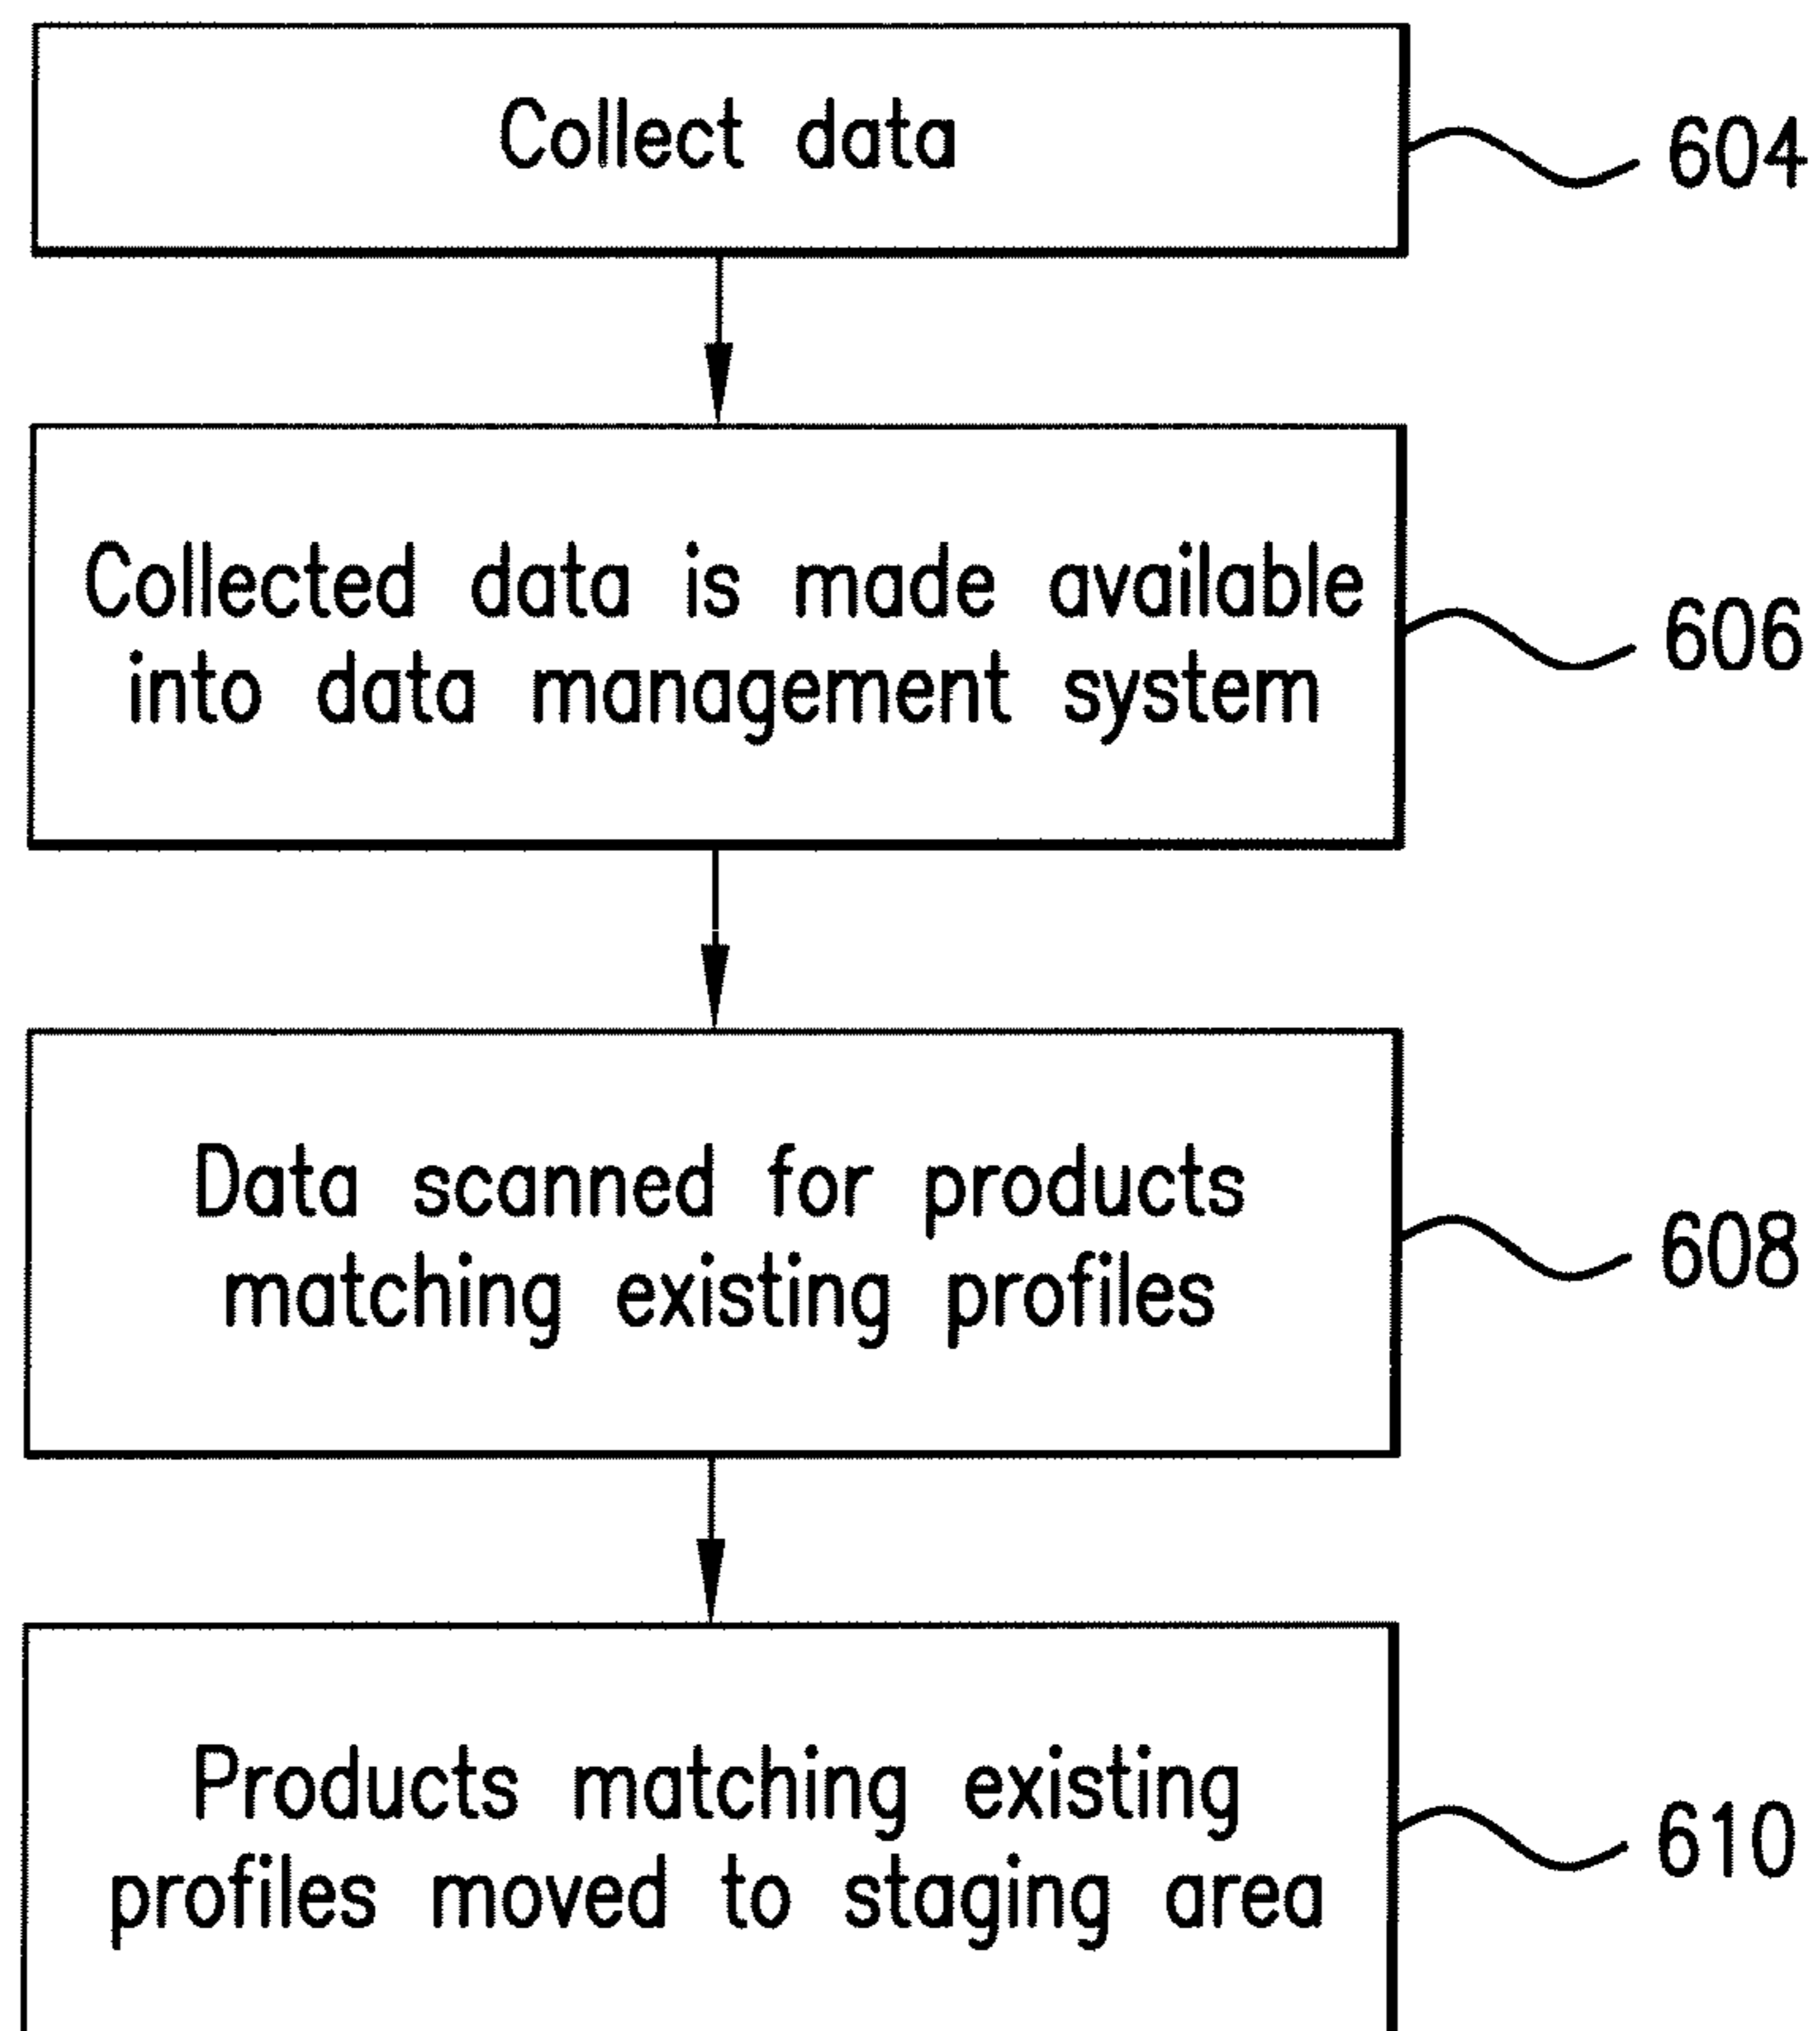 Collect data
604
Collected data is made available
into data management system
606
Data scanned for products
matching existing profiles
608
Products matching existing
profiles moved to staging area
610